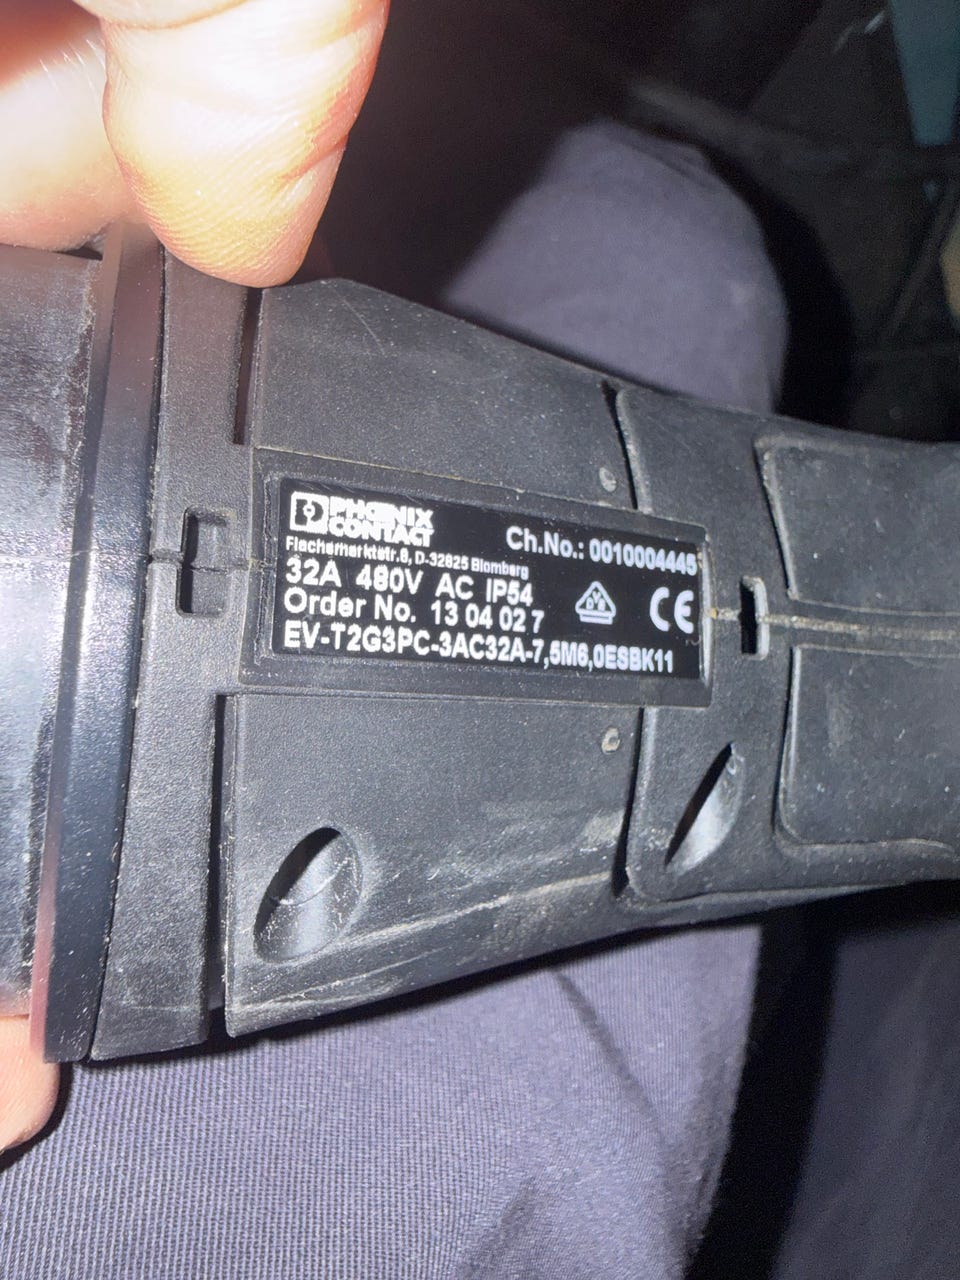 PHOENIX
CONTACT
Ch.No.: 0010004445
Flachsmarktstr.8, D-32825 Blomberg
32A 480V AC IP54
Order No. 13 04 02 7
EV-T2G3PC-3AC32A-7,5M6,0ESBK11
DVE
CE